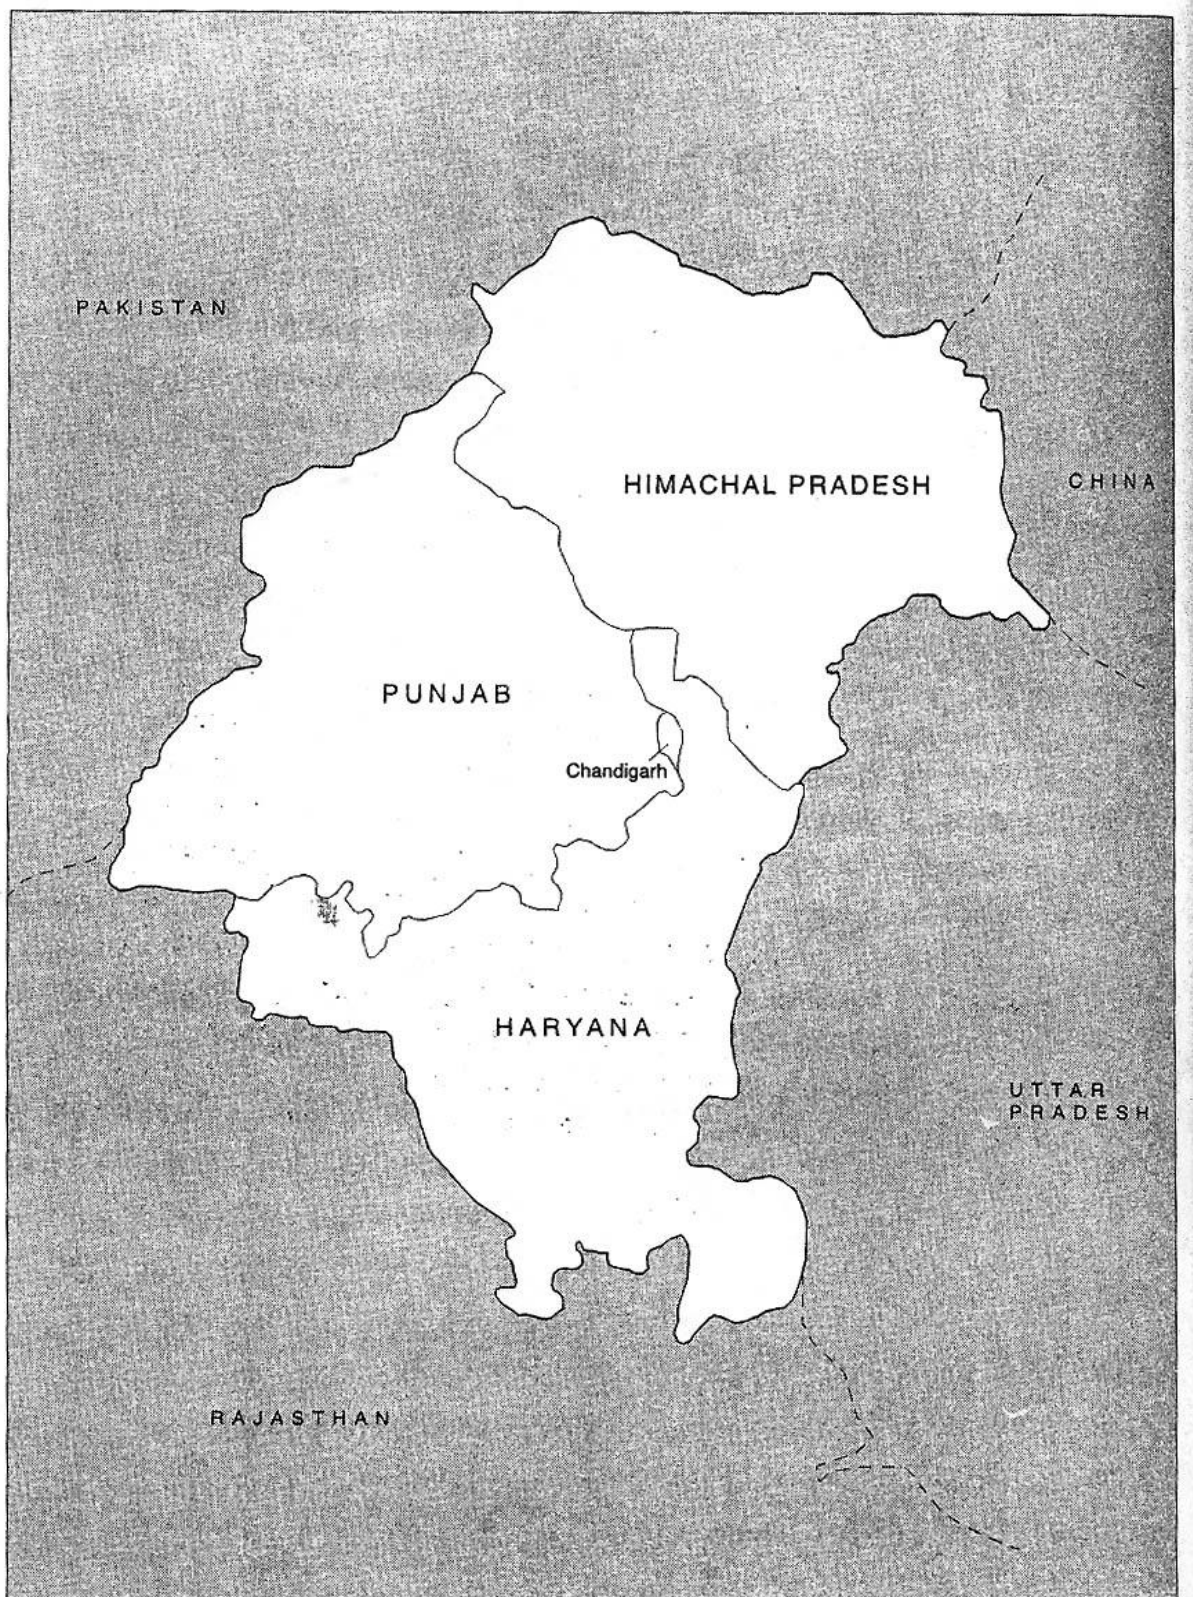 PAKISTAN
HIMACHAL PRADESH
CHINA
PUNJAB
Chandigarh
HARYANA
UTTAR
PRADESH
RAJASTHAN